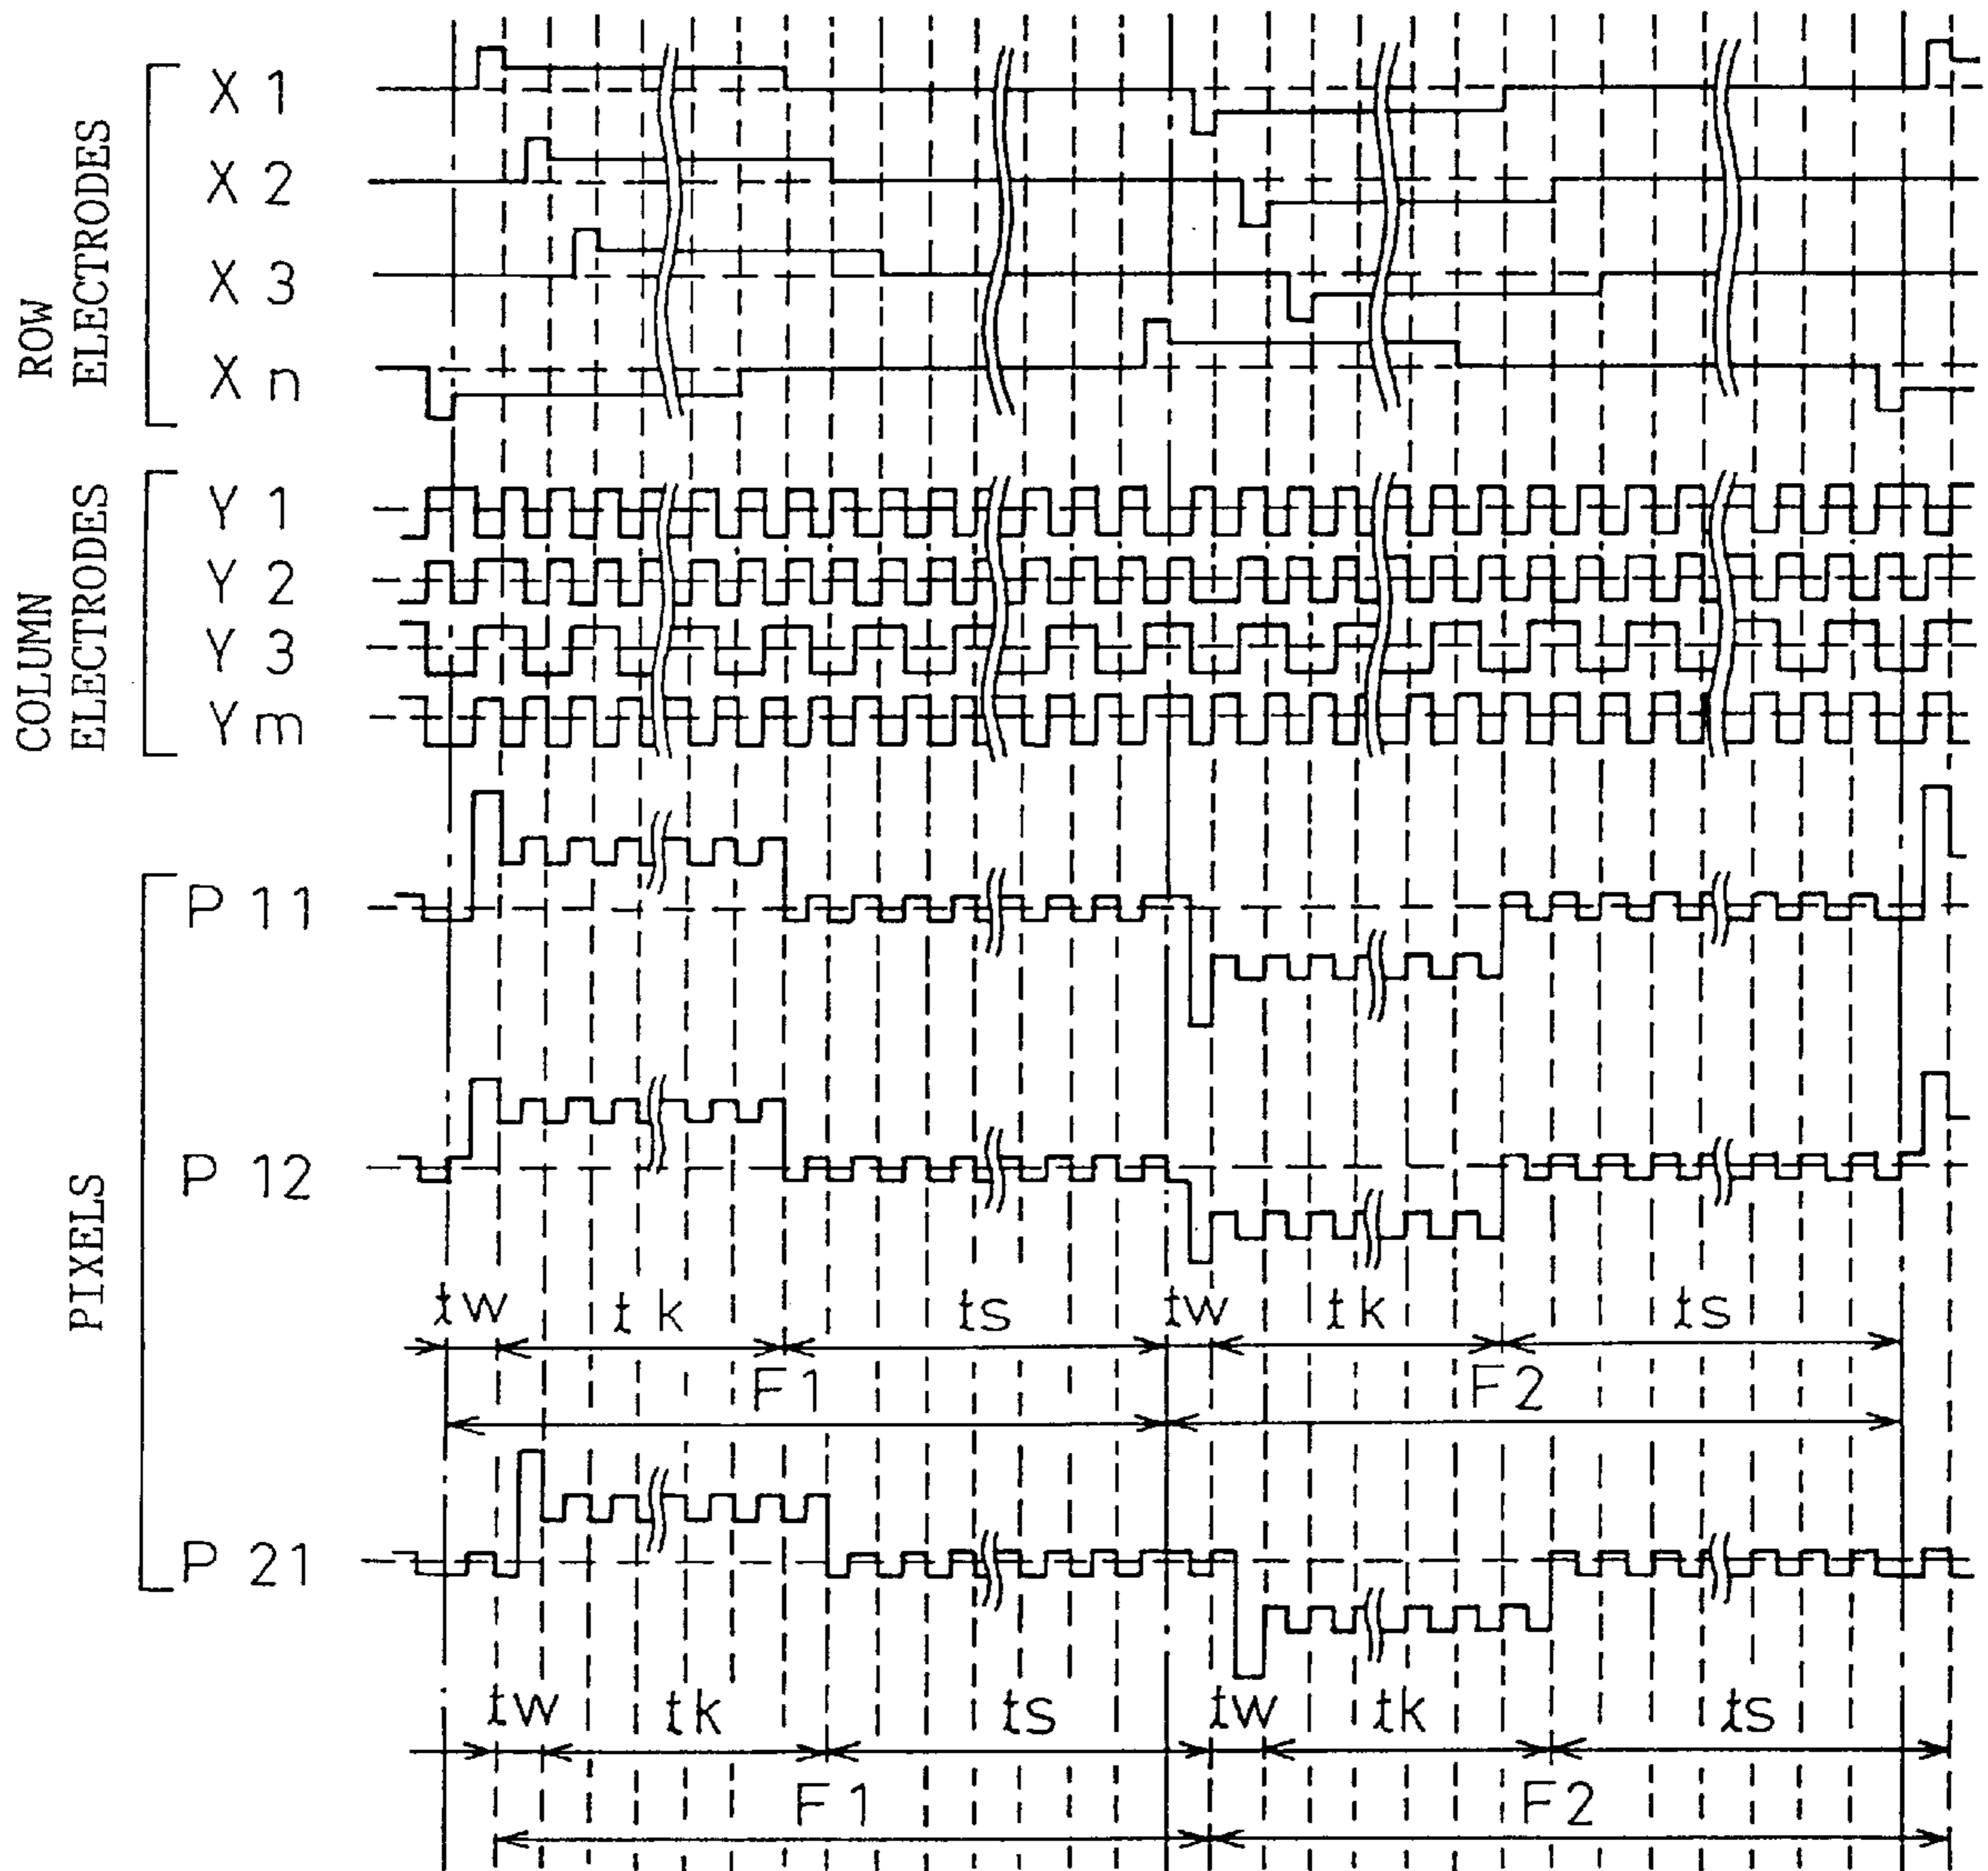 ROW
ELECTRODES
X 1
X 2
X 3
X n
COLUMN
ELECTRODES
Y 1
Y 2
Y 3
Y m
PIXELS
P 11
P 12
tw tk ts tw tk ts
F1 F2
P 21
tw tk ts tw tk ts
F1 F2